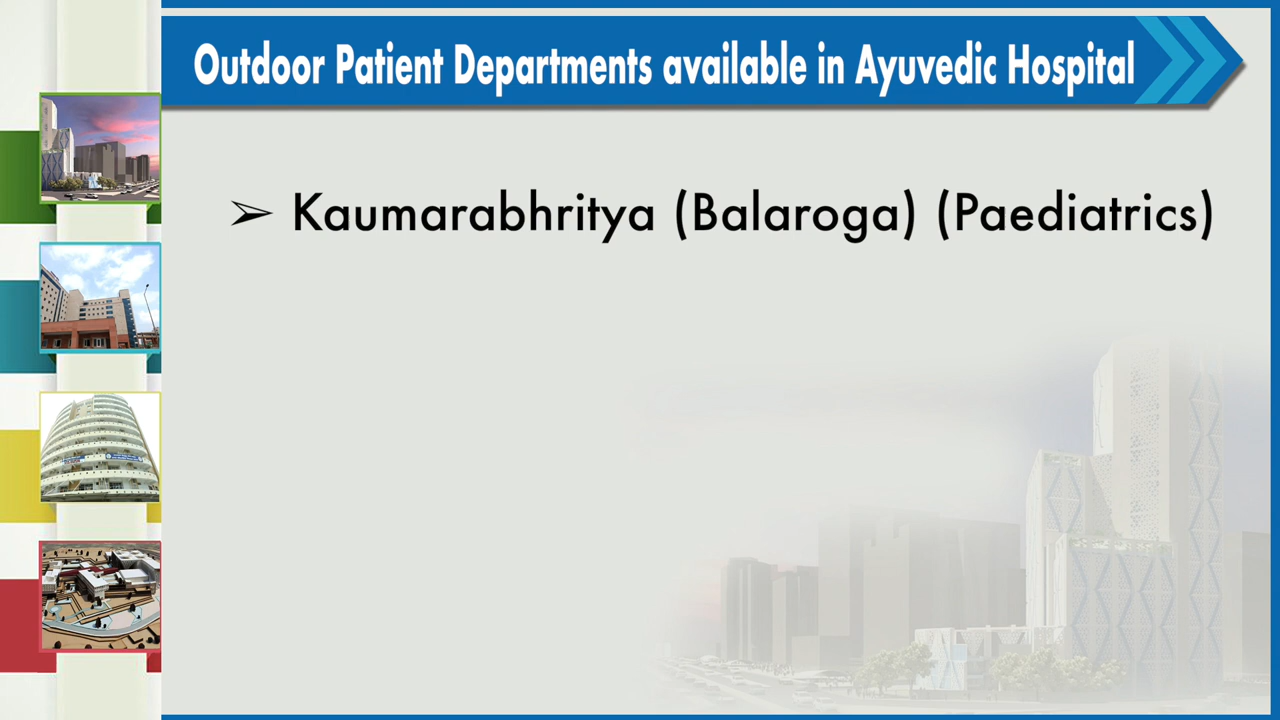 Outdoor Patient Departments available in Ayuvedic Hospital
➢ Kaumarabhritya (Balaroga) (Paediatrics)